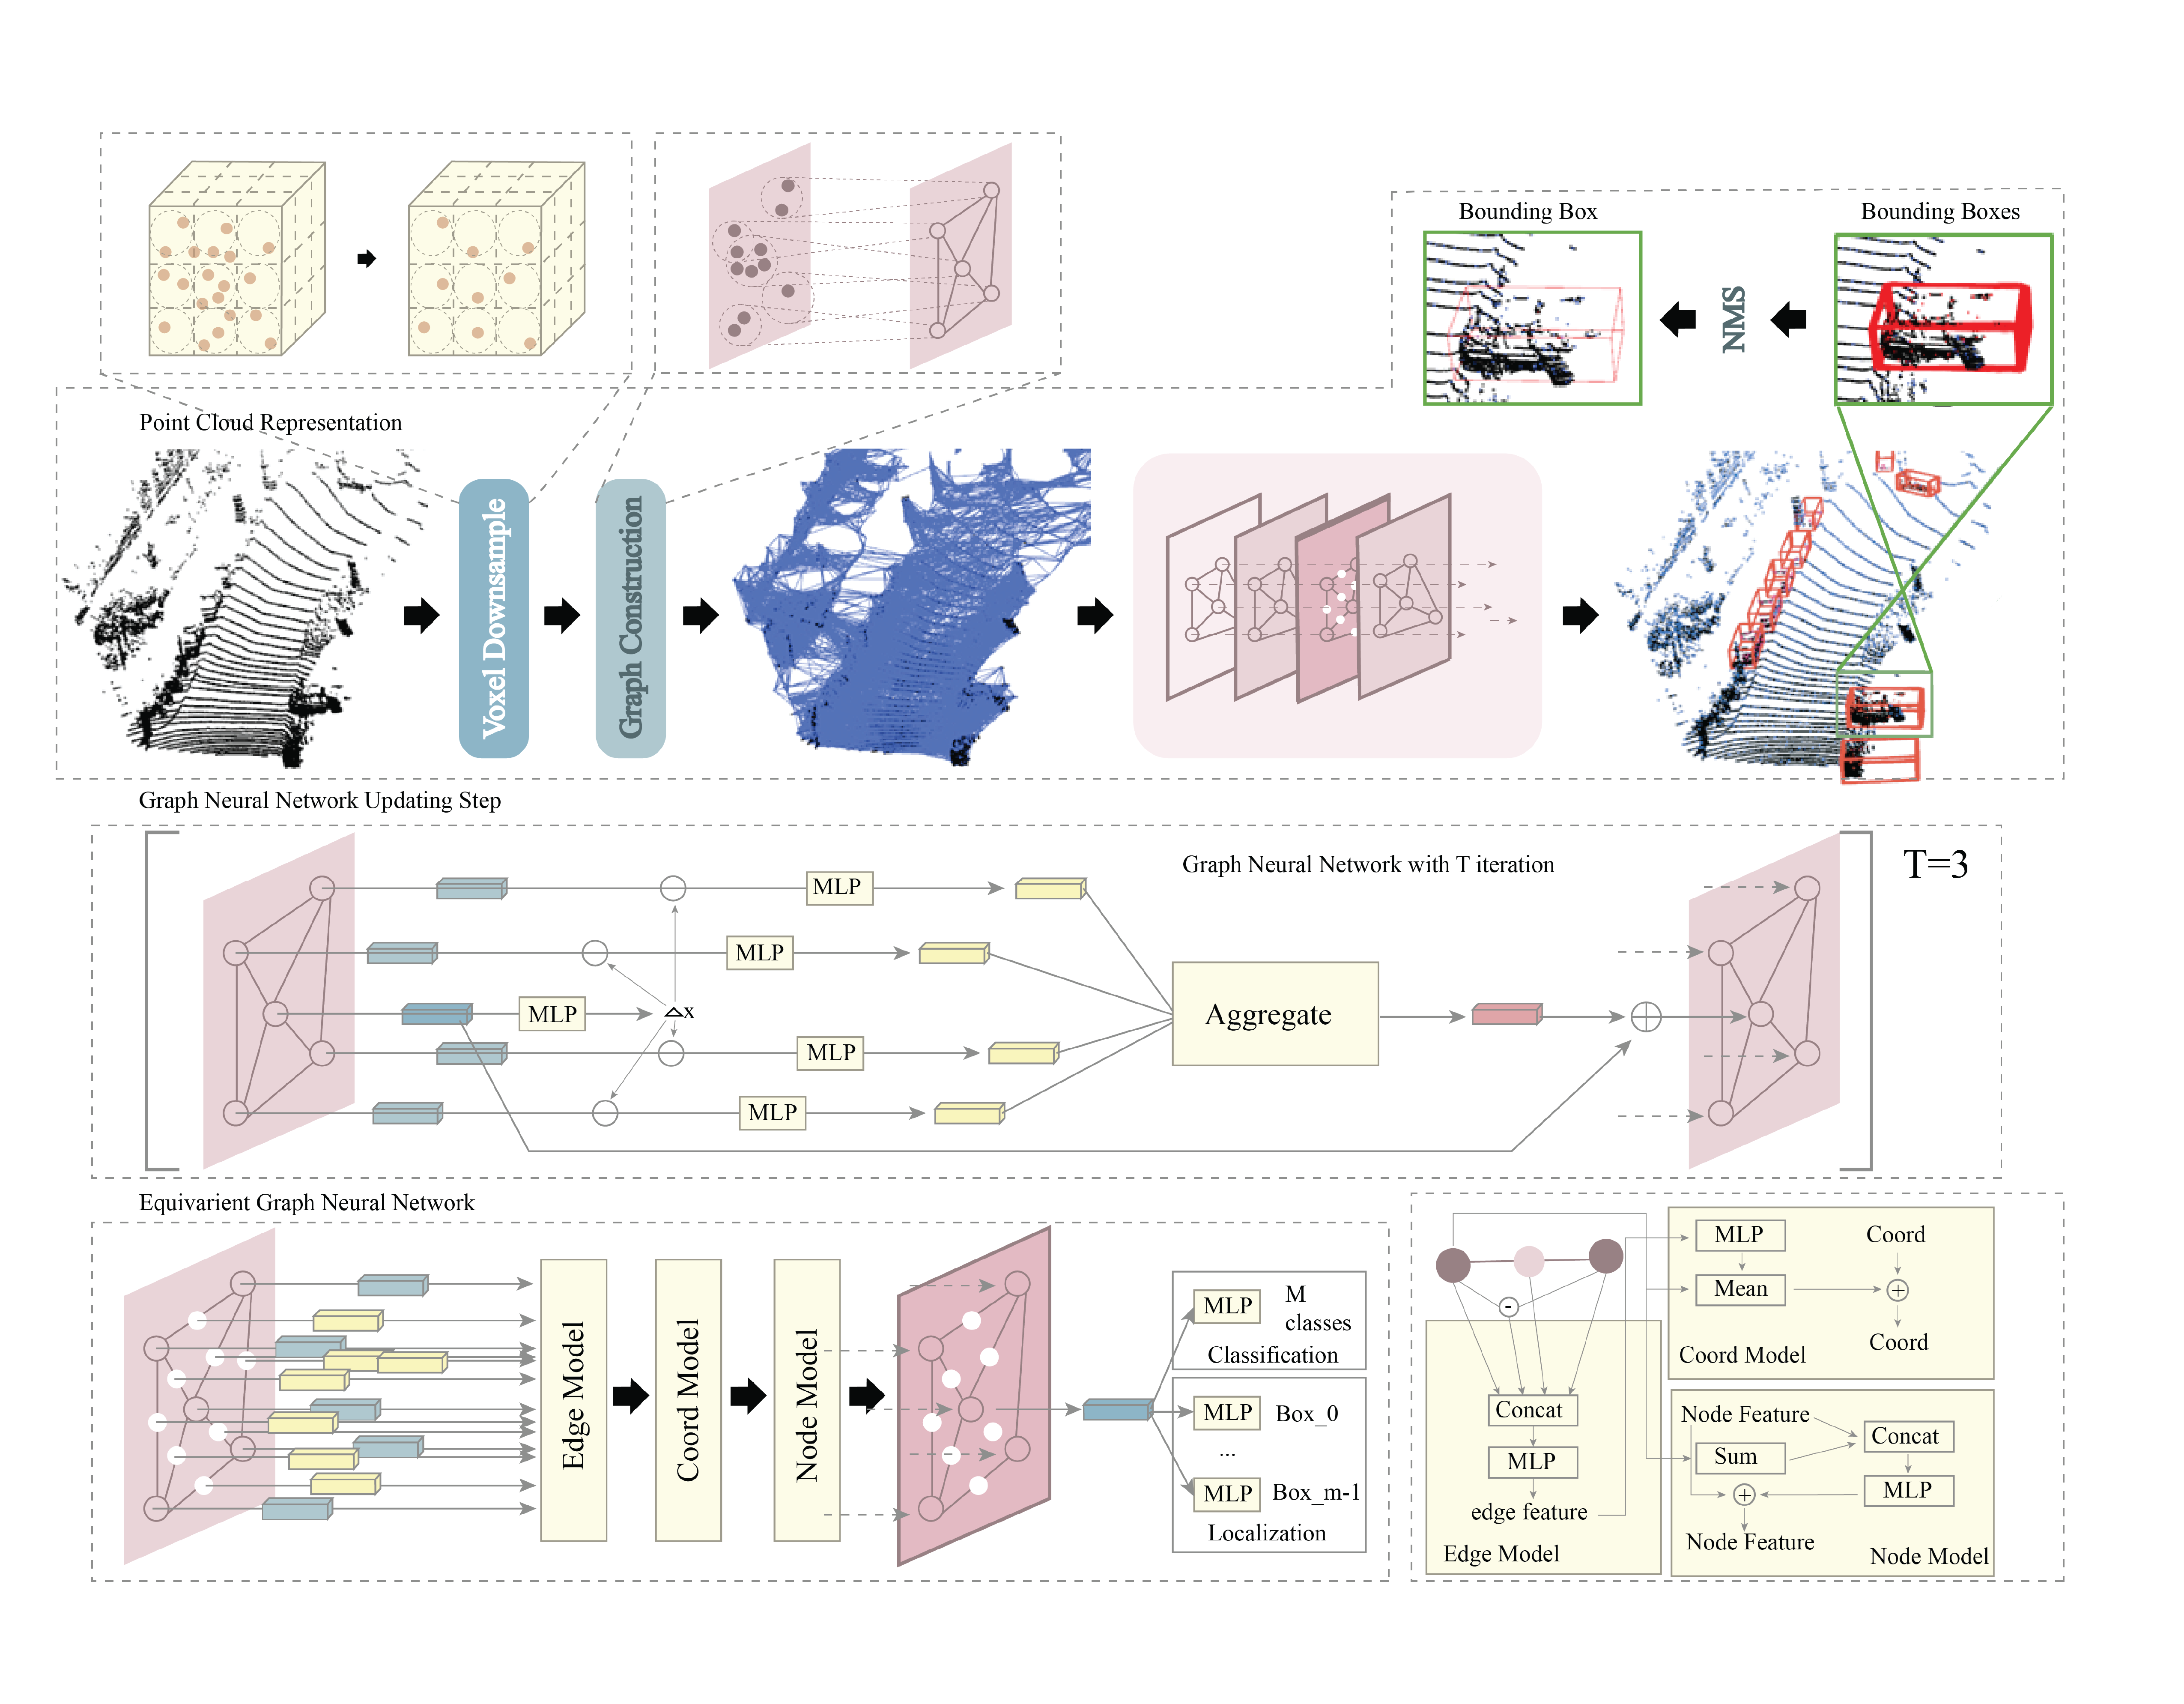 Bounding Box
Bounding Boxes
NMS
Point Cloud Representation
Voxel Downsample
Graph Construction
Graph Neural Network Updating Step
Graph Neural Network with T iteration
T=3
MLP
MLP
MLP
△x
MLP
MLP
Aggregate
Equivarient Graph Neural Network
Edge Model
Coord Model
Node Model
MLP
M
classes
Classification
MLP
Box_0
...
MLP
Box_m-1
Localization
-
Concat
MLP
edge feature
Edge Model
MLP
Coord
Mean
+
Coord
Coord Model
Node Feature
Concat
Sum
MLP
+
Node Feature
Node Model